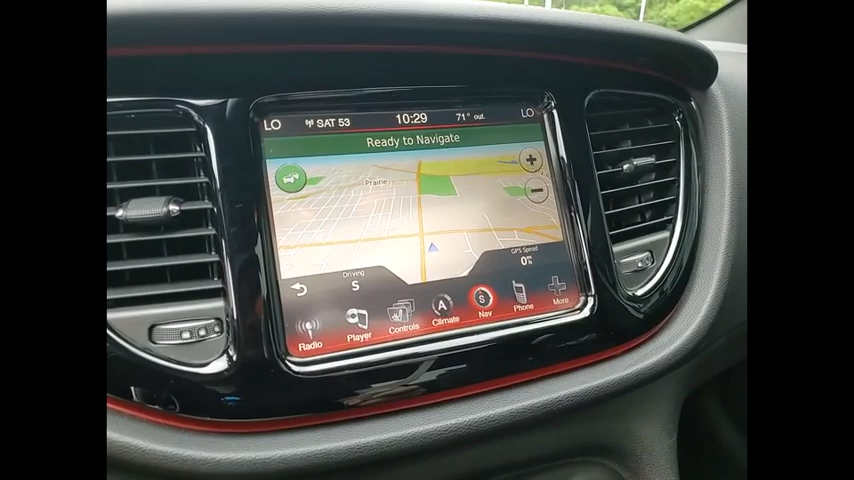 LO SAT 53 10:29 71° out. LO
Ready to Navigate
Prairie
Driving
S
GPS Speed
0
Radio Player Controls Climate Nav Phone More